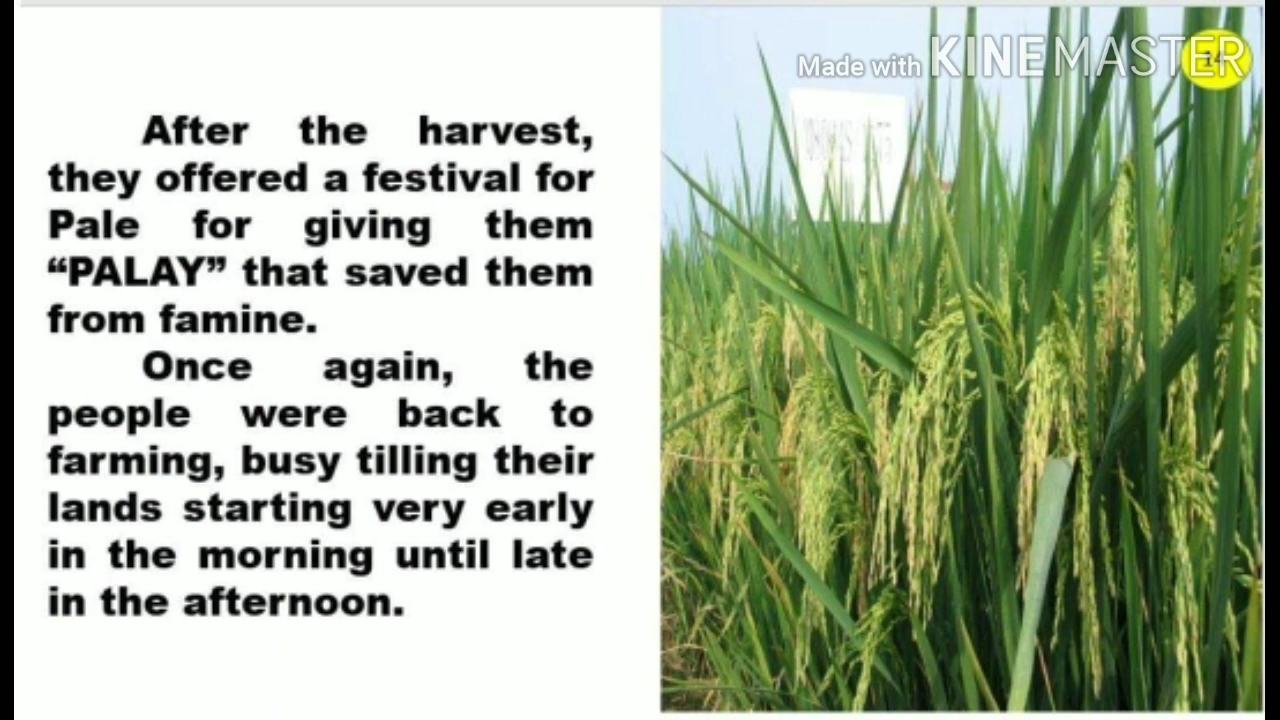 Made with KINEMASTER
14
After the harvest,
they offered a festival for
Pale for giving them
“PALAY” that saved them
from famine.
Once again, the
people were back to
farming, busy tilling their
lands starting very early
in the morning until late
in the afternoon.